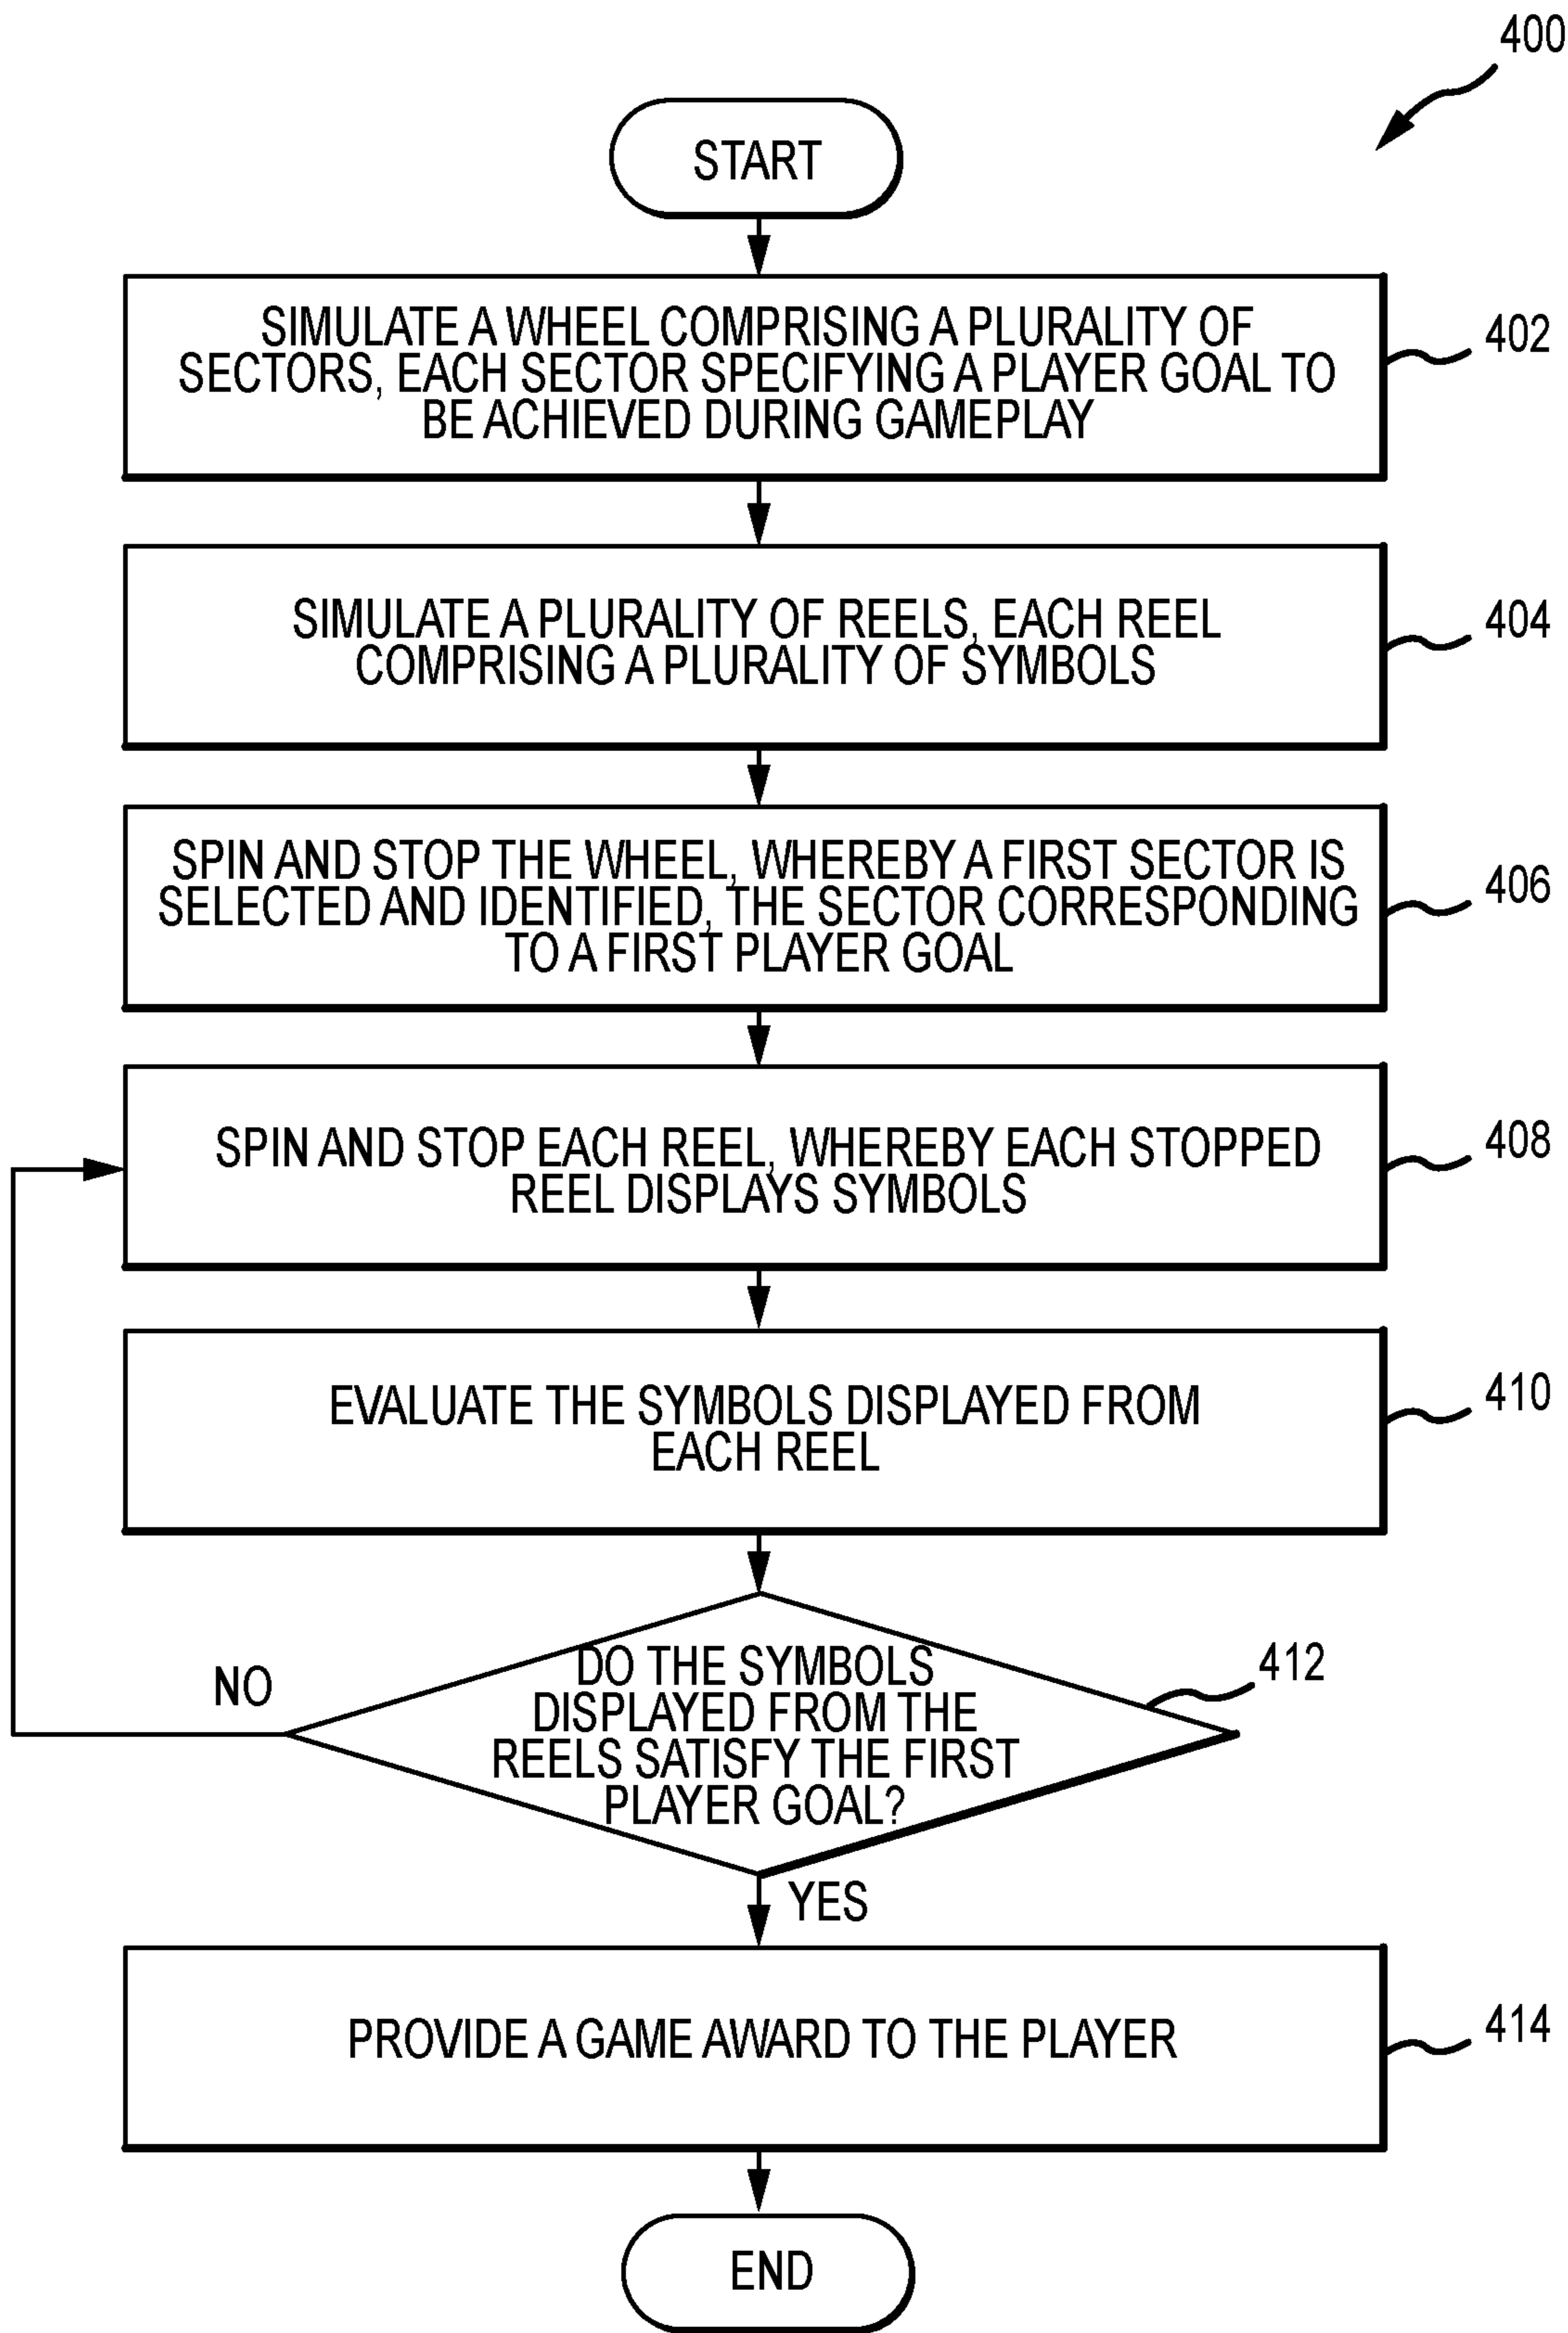 400
START
SIMULATE A WHEEL COMPRISING A PLURALITY OF
SECTORS, EACH SECTOR SPECIFYING A PLAYER GOAL TO
BE ACHIEVED DURING GAMEPLAY
402
SIMULATE A PLURALITY OF REELS, EACH REEL
COMPRISING A PLURALITY OF SYMBOLS
404
SPIN AND STOP THE WHEEL, WHEREBY A FIRST SECTOR IS
SELECTED AND IDENTIFIED, THE SECTOR CORRESPONDING
TO A FIRST PLAYER GOAL
406
SPIN AND STOP EACH REEL, WHEREBY EACH STOPPED
REEL DISPLAYS SYMBOLS
408
EVALUATE THE SYMBOLS DISPLAYED FROM
EACH REEL
410
DO THE SYMBOLS
DISPLAYED FROM THE
REELS SATISFY THE FIRST
PLAYER GOAL?
412
NO
YES
PROVIDE A GAME AWARD TO THE PLAYER
414
END